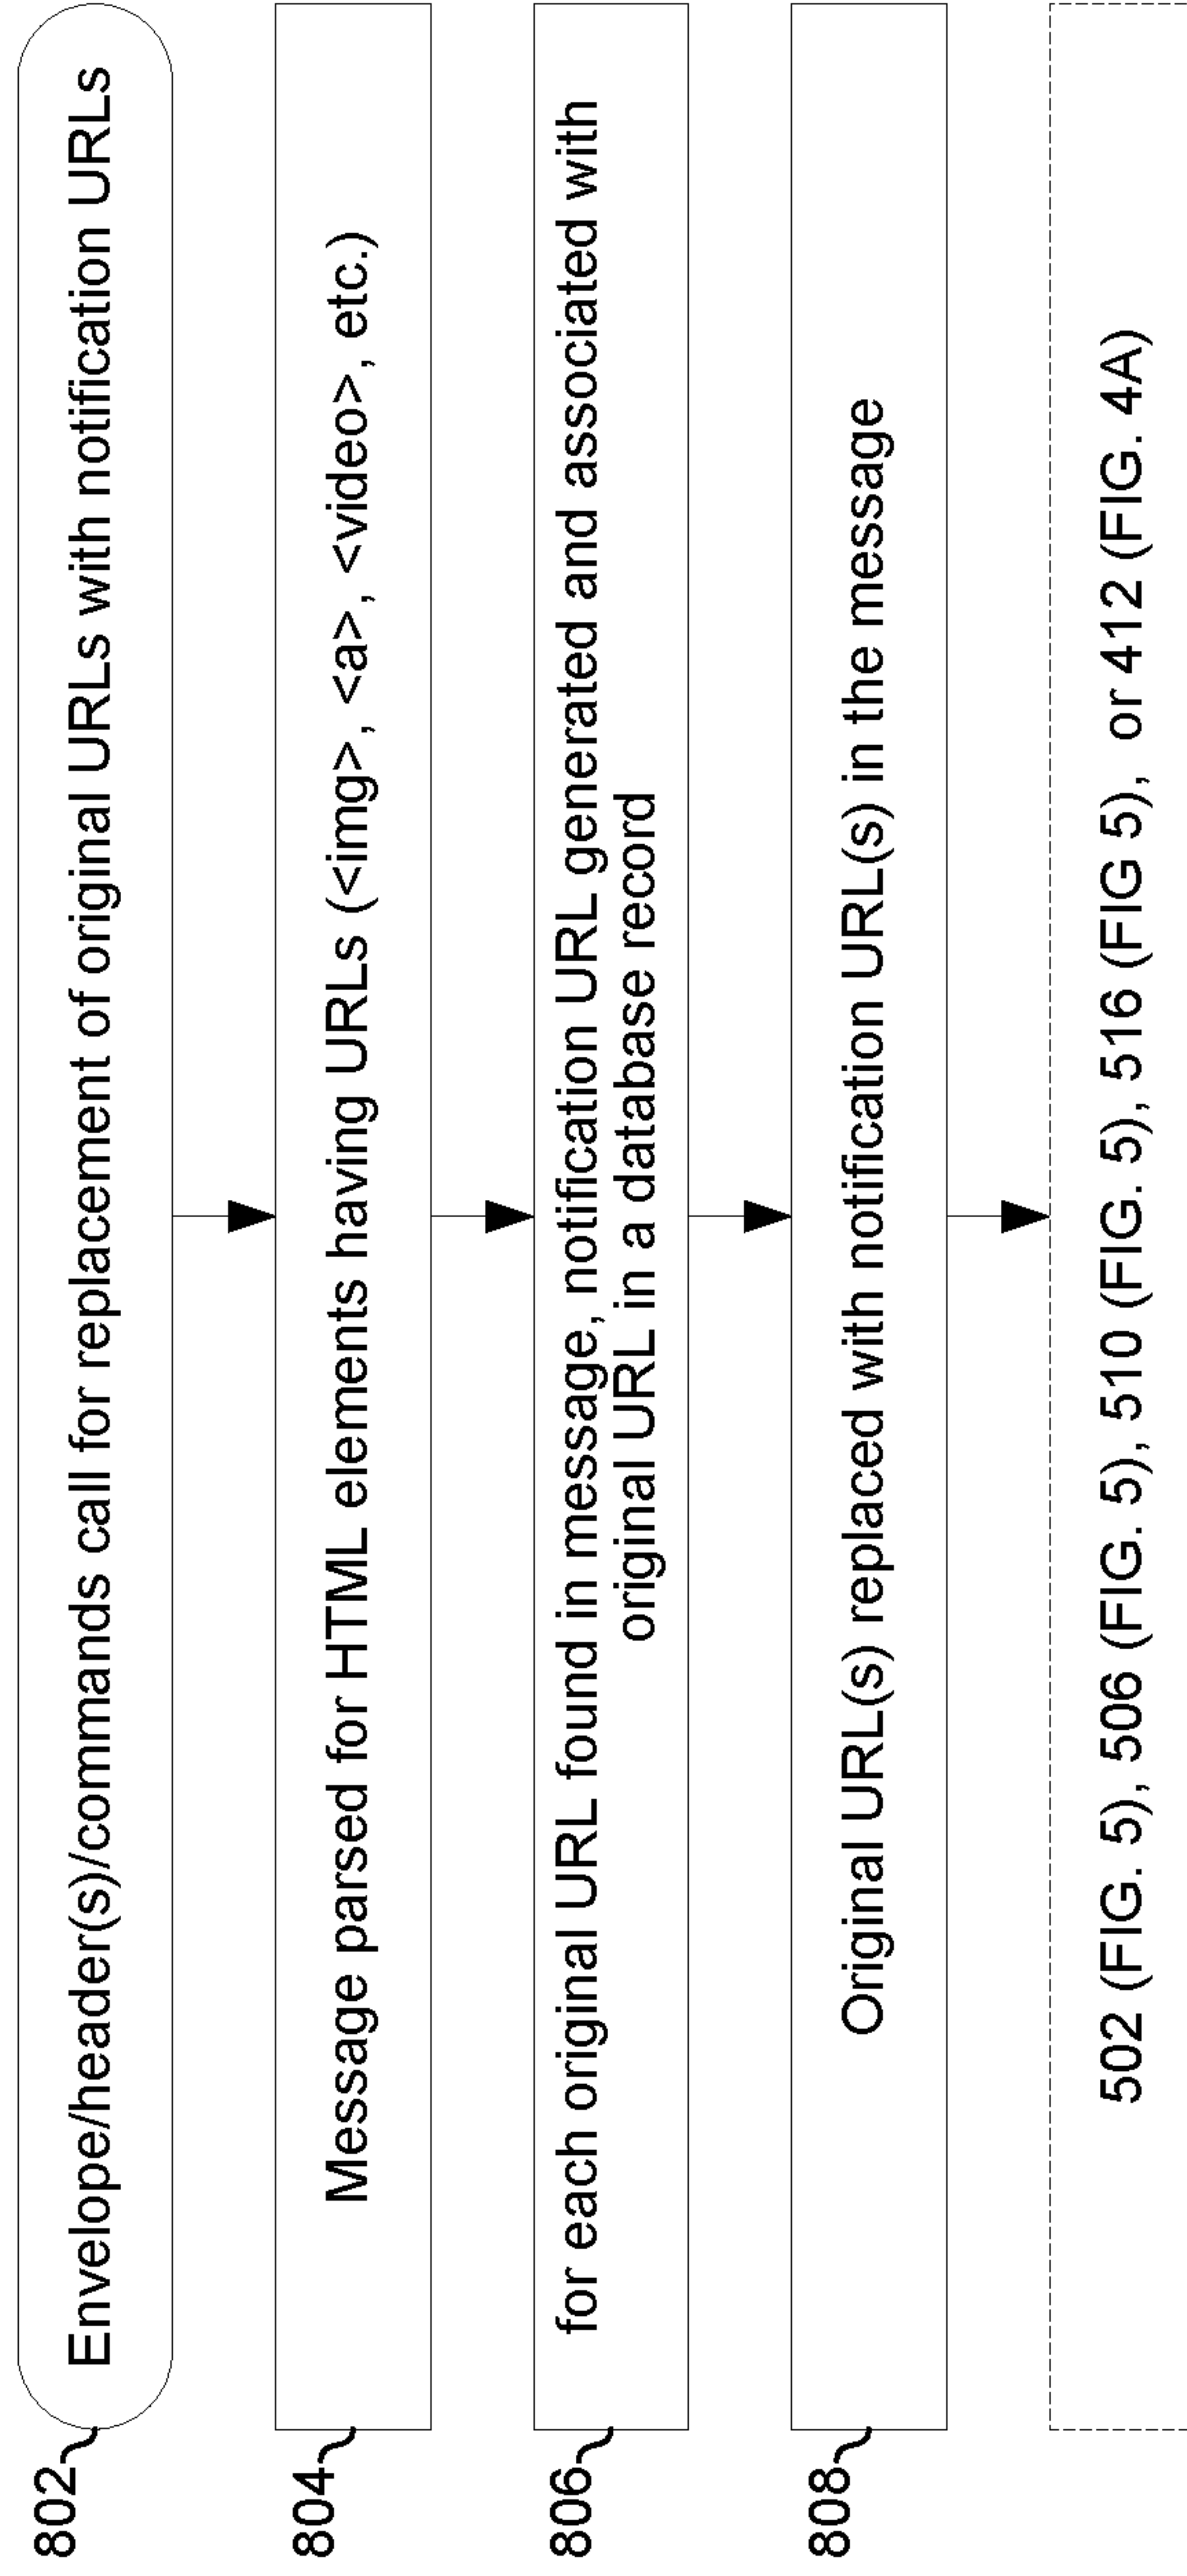 802
Envelope/header(s)/commands call for replacement of original URLs with notification URLs
804
Message parsed for HTML elements having URLs (<img>, <a>, <video>, etc.)
806
for each original URL found in message, notification URL generated and associated with
original URL in a database record
808
Original URL(s) replaced with notification URL(s) in the message
502 (FIG. 5), 506 (FIG. 5), 510 (FIG. 5), 516 (FIG 5), or 412 (FIG. 4A)